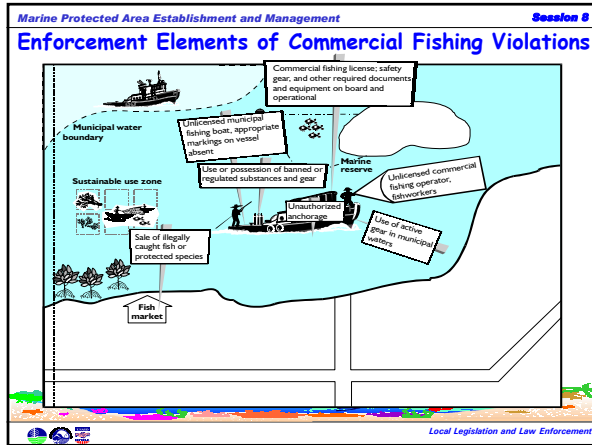 Marine Protected Area Establishment and Management
Session 8
Enforcement Elements of Commercial Fishing Violations
Commercial fishing license; safety
gear, and other required documents
and equipment on board and
operational
Municipal water
boundary
Unlicensed municipal
fishing boat, appropriate
markings on vessel
absent
Marine
reserve
Use or possession of banned or
regulated substances and gear
Unlicensed commercial
fishing operator,
fishworkers
Sustainable use zone
Unauthorized
anchorage
Use of active
gear in municipal
waters
Sale of illegally
caught fish or
protected species
Fish
market
Local Legislation and Law Enforcement